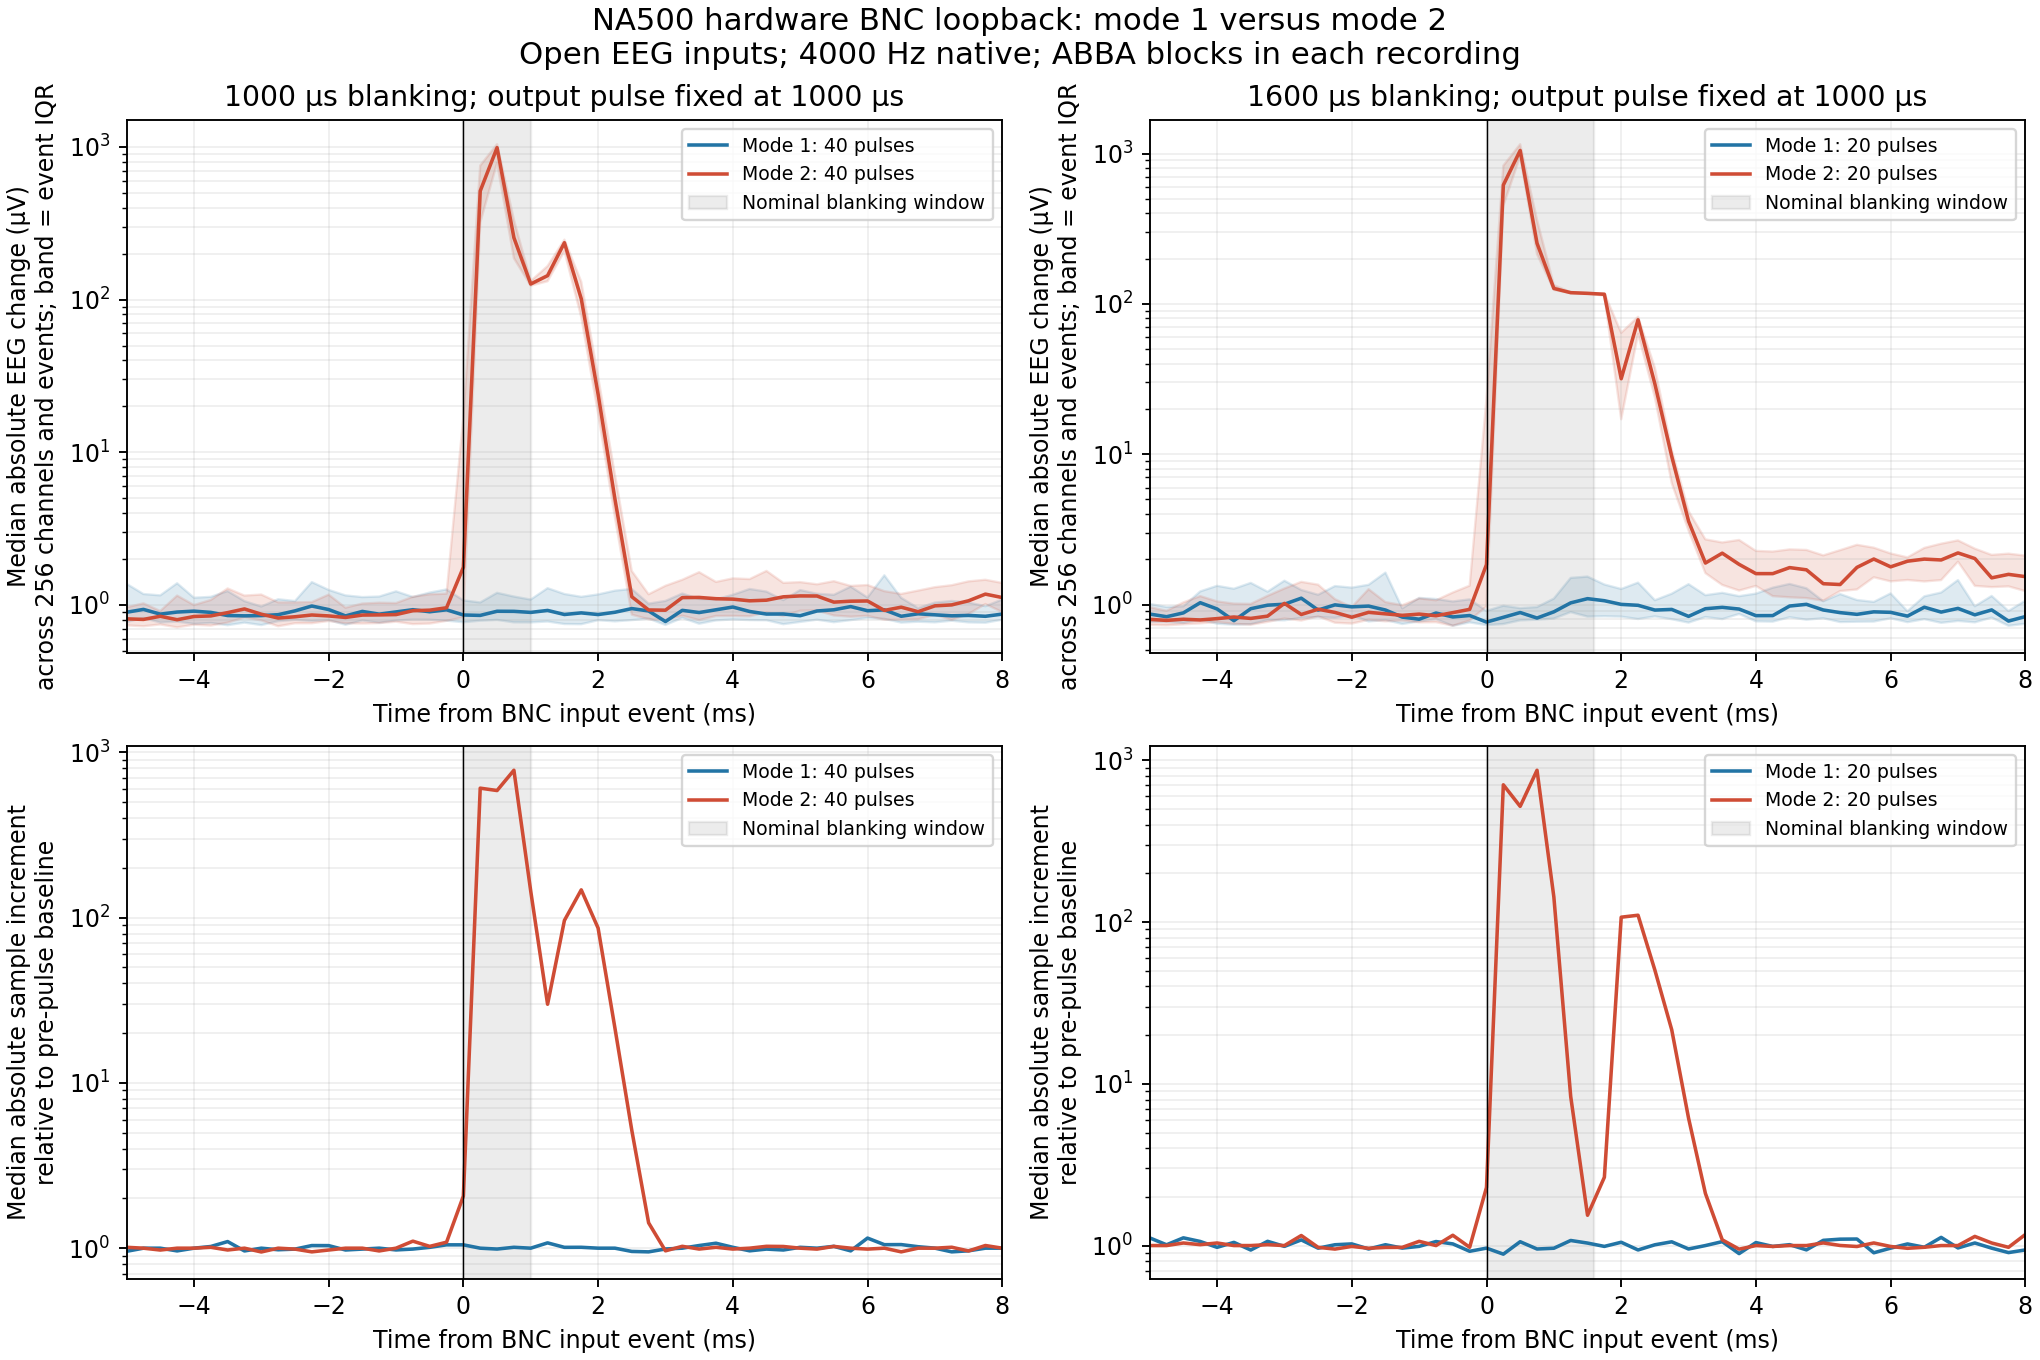 NA500 hardware BNC loopback: mode 1 versus mode 2
Open EEG inputs; 4000 Hz native; ABBA blocks in each recording
1000 µs blanking; output pulse fixed at 1000 µs
Median absolute EEG change (µV)
across 256 channels and events; band = event IQR
10³
10²
10¹
10⁰
Mode 1: 40 pulses
Mode 2: 40 pulses
Nominal blanking window
−4
−2
0
2
4
6
8
Time from BNC input event (ms)
1600 µs blanking; output pulse fixed at 1000 µs
Median absolute EEG change (µV)
across 256 channels and events; band = event IQR
10³
10²
10¹
10⁰
Mode 1: 20 pulses
Mode 2: 20 pulses
Nominal blanking window
−4
−2
0
2
4
6
8
Time from BNC input event (ms)
Median absolute sample increment
relative to pre-pulse baseline
10³
10²
10¹
10⁰
Mode 1: 40 pulses
Mode 2: 40 pulses
Nominal blanking window
−4
−2
0
2
4
6
8
Time from BNC input event (ms)
Median absolute sample increment
relative to pre-pulse baseline
10³
10²
10¹
10⁰
Mode 1: 20 pulses
Mode 2: 20 pulses
Nominal blanking window
−4
−2
0
2
4
6
8
Time from BNC input event (ms)